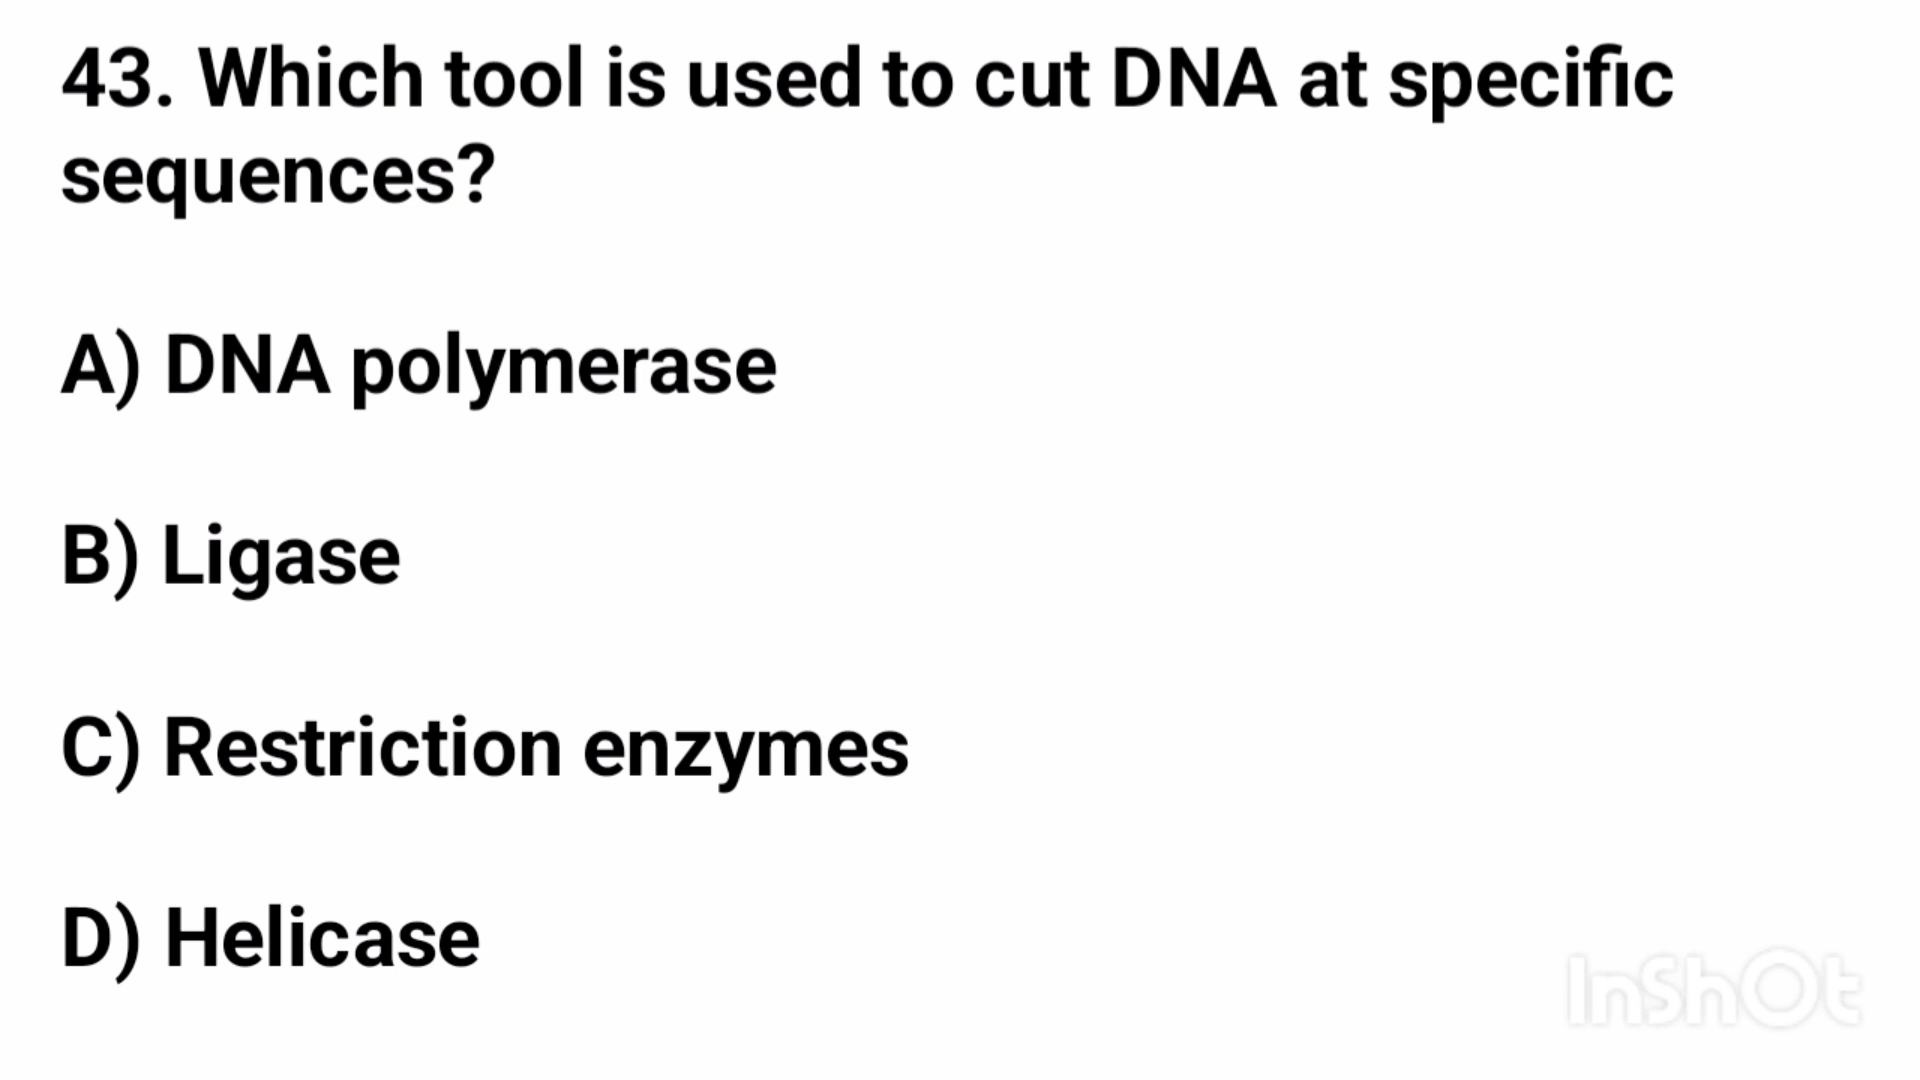 43. Which tool is used to cut DNA at specific
sequences?
A) DNA polymerase
B) Ligase
C) Restriction enzymes
D) Helicase
InShOt